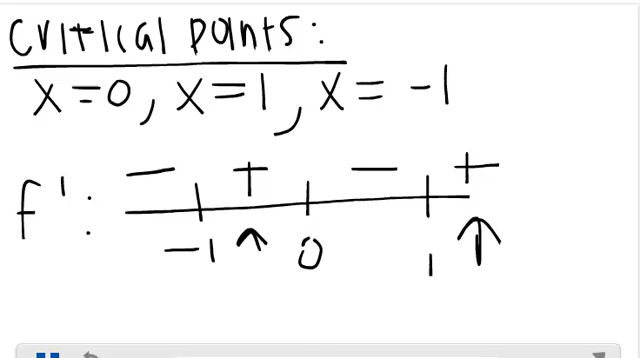 Critical points:
x=0, x=1, x= -1
− + − +
f':
-1 0 1